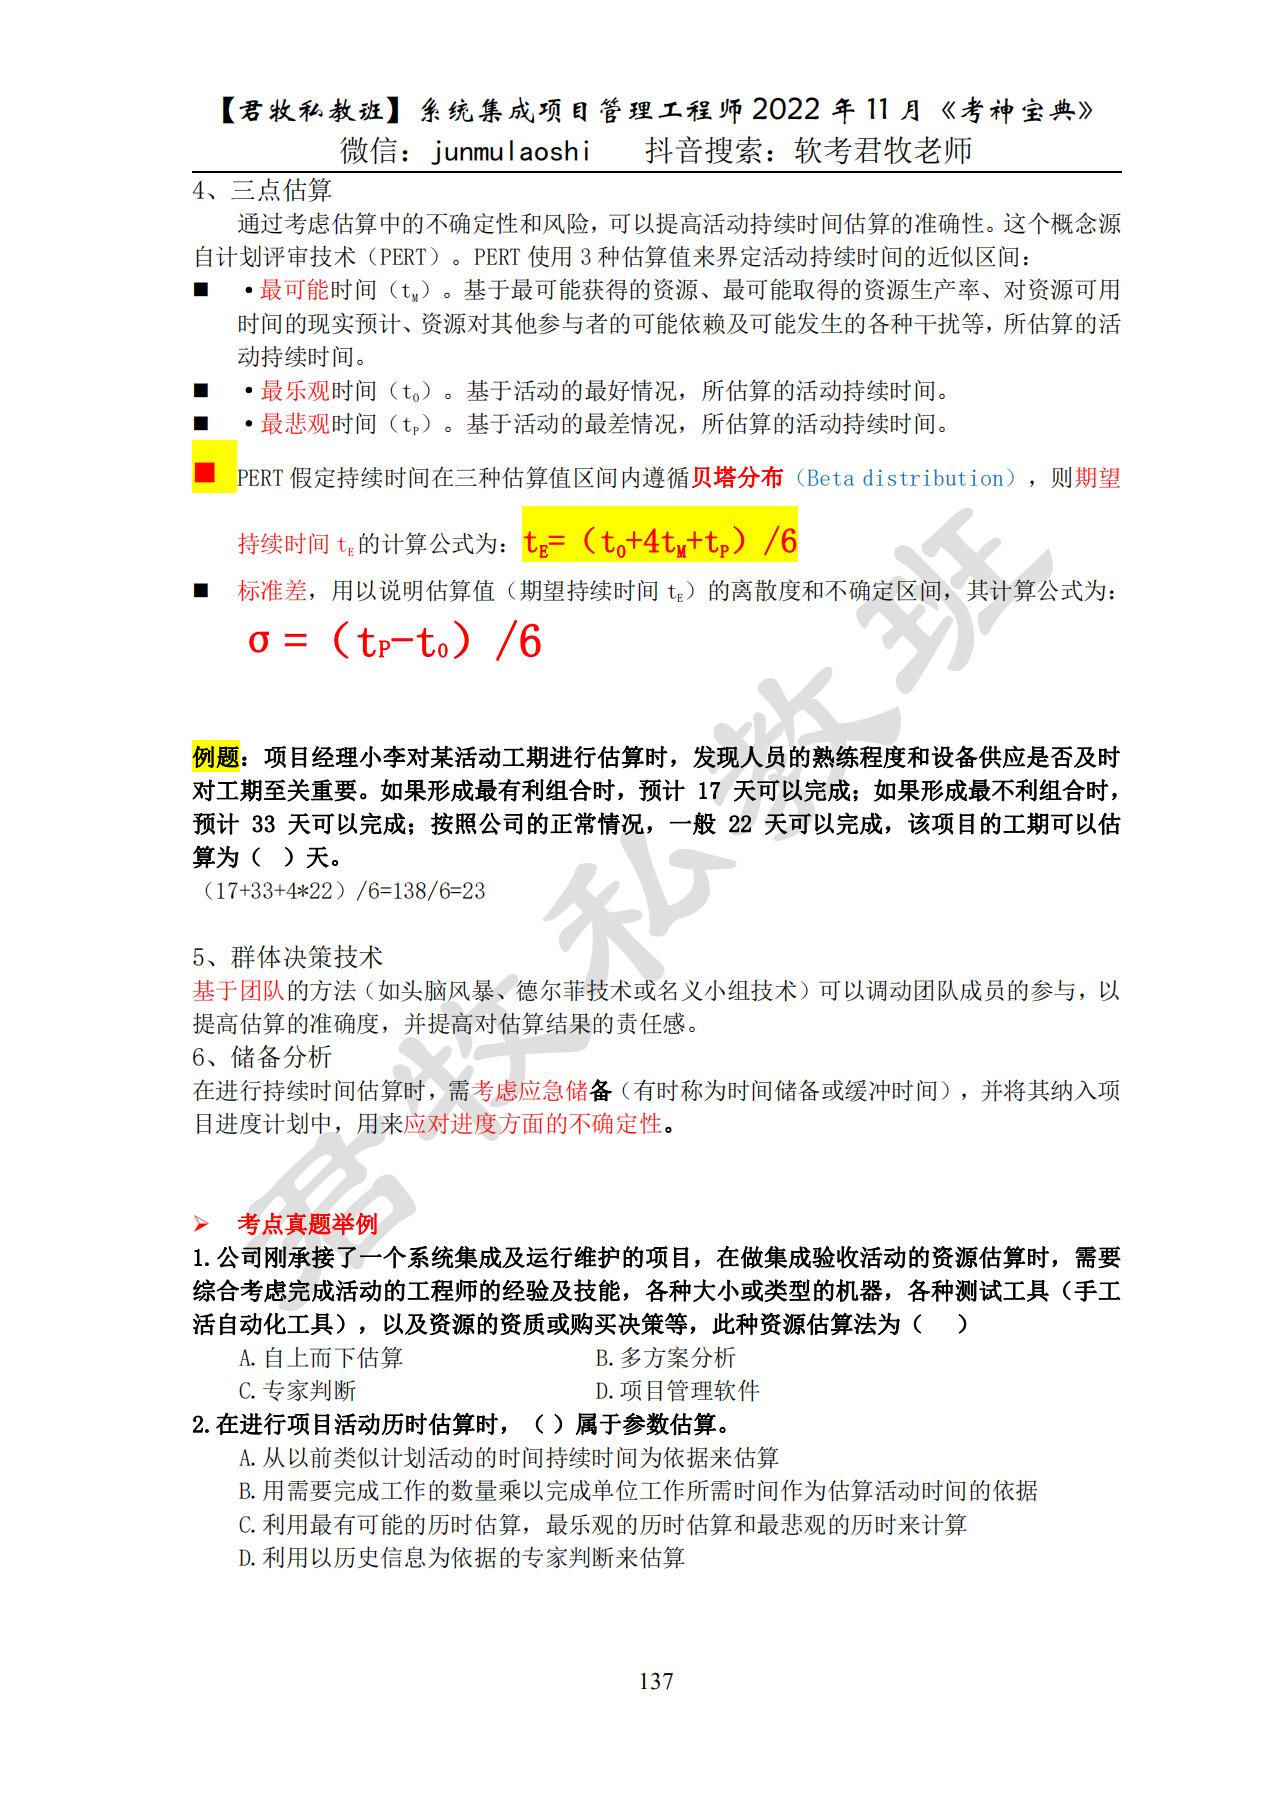 【君牧私教班】系统集成项目管理工程师 2022 年 11 月《考神宝典》
微信：junmulaoshi 抖音搜索：软考君牧老师
4、三点估算
通过考虑估算中的不确定性和风险，可以提高活动持续时间估算的准确性。这个概念源
自计划评审技术（PERT）。PERT 使用 3 种估算值来界定活动持续时间的近似区间：
■ ·最可能时间（tM）。基于最可能获得的资源、最可能取得的资源生产率、对资源可用
时间的现实预计、资源对其他参与者的可能依赖及可能发生的各种干扰等，所估算的活
动持续时间。
■ ·最乐观时间（tO）。基于活动的最好情况，所估算的活动持续时间。
■ ·最悲观时间（tP）。基于活动的最差情况，所估算的活动持续时间。
■ PERT 假定持续时间在三种估算值区间内遵循贝塔分布（Beta distribution），则期望
持续时间 tE 的计算公式为：tE=（tO+4tM+tP）/6
■ 标准差，用以说明估算值（期望持续时间 tE）的离散度和不确定区间，其计算公式为：
σ =（tP-tO）/6
例题：项目经理小李对某活动工期进行估算时，发现人员的熟练程度和设备供应是否及时
对工期至关重要。如果形成最有利组合时，预计 17 天可以完成；如果形成最不利组合时，
预计 33 天可以完成；按照公司的正常情况，一般 22 天可以完成，该项目的工期可以估
算为（ ）天。
（17+33+4*22）/6=138/6=23
5、群体决策技术
基于团队的方法（如头脑风暴、德尔菲技术或名义小组技术）可以调动团队成员的参与，以
提高估算的准确度，并提高对估算结果的责任感。
6、储备分析
在进行持续时间估算时，需考虑应急储备（有时称为时间储备或缓冲时间），并将其纳入项
目进度计划中，用来应对进度方面的不确定性。
➢ 考点真题举例
1.公司刚承接了一个系统集成及运行维护的项目，在做集成验收活动的资源估算时，需要
综合考虑完成活动的工程师的经验及技能，各种大小或类型的机器，各种测试工具（手工
活自动化工具），以及资源的资质或购买决策等，此种资源估算法为（ ）
A.自上而下估算 B.多方案分析
C.专家判断 D.项目管理软件
2.在进行项目活动历时估算时，（ ）属于参数估算。
A.从以前类似计划活动的时间持续时间为依据来估算
B.用需要完成工作的数量乘以完成单位工作所需时间作为估算活动时间的依据
C.利用最有可能的历时估算，最乐观的历时估算和最悲观的历时来计算
D.利用以历史信息为依据的专家判断来估算
137
君牧私教班